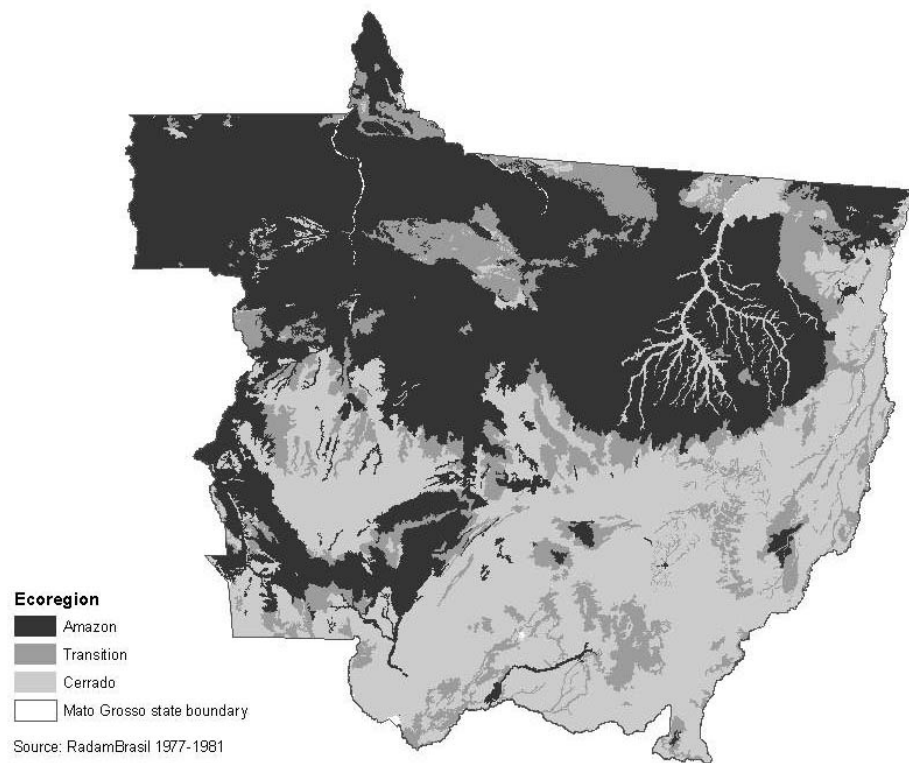 Ecoregion
Amazon
Transition
Cerrado
Mato Grosso state boundary
Source: RadamBrasil 1977-1981